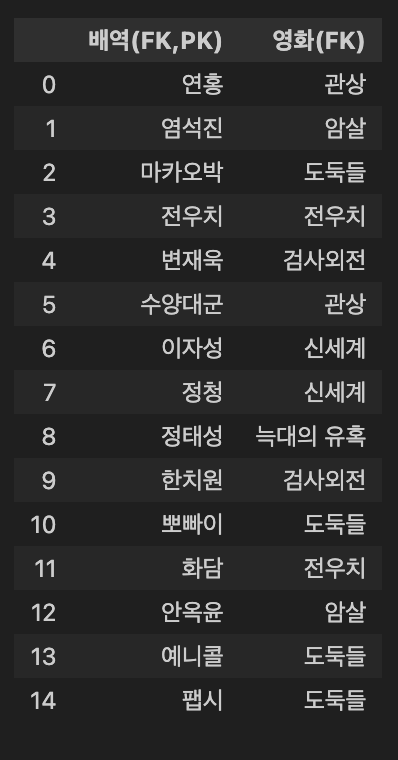 배역(FK,PK) 영화(FK)
0 연홍 관상
1 염석진 암살
2 마카오박 도둑들
3 전우치 전우치
4 변재욱 검사외전
5 수양대군 관상
6 이자성 신세계
7 정청 신세계
8 정태성 늑대의 유혹
9 한치원 검사외전
10 뽀빠이 도둑들
11 화담 전우치
12 안옥윤 암살
13 예니콜 도둑들
14 팹시 도둑들